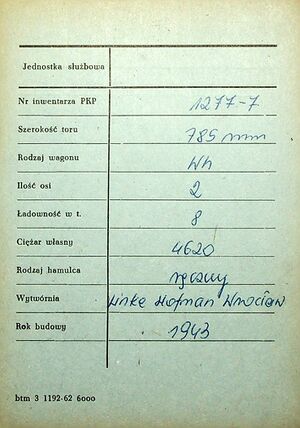 Jednostka służbowa
Nr inwentarza PKP 1277-7
Szerokość toru 785 mm
Rodzaj wagonu Wh
Ilość osi 2
Ładowność w t. 8
Ciężar własny 4620
Rodzaj hamulca ręczny
Wytwórnia Linke Hofman Wrocław
Rok budowy 1943
btm 3 1192-62 6000